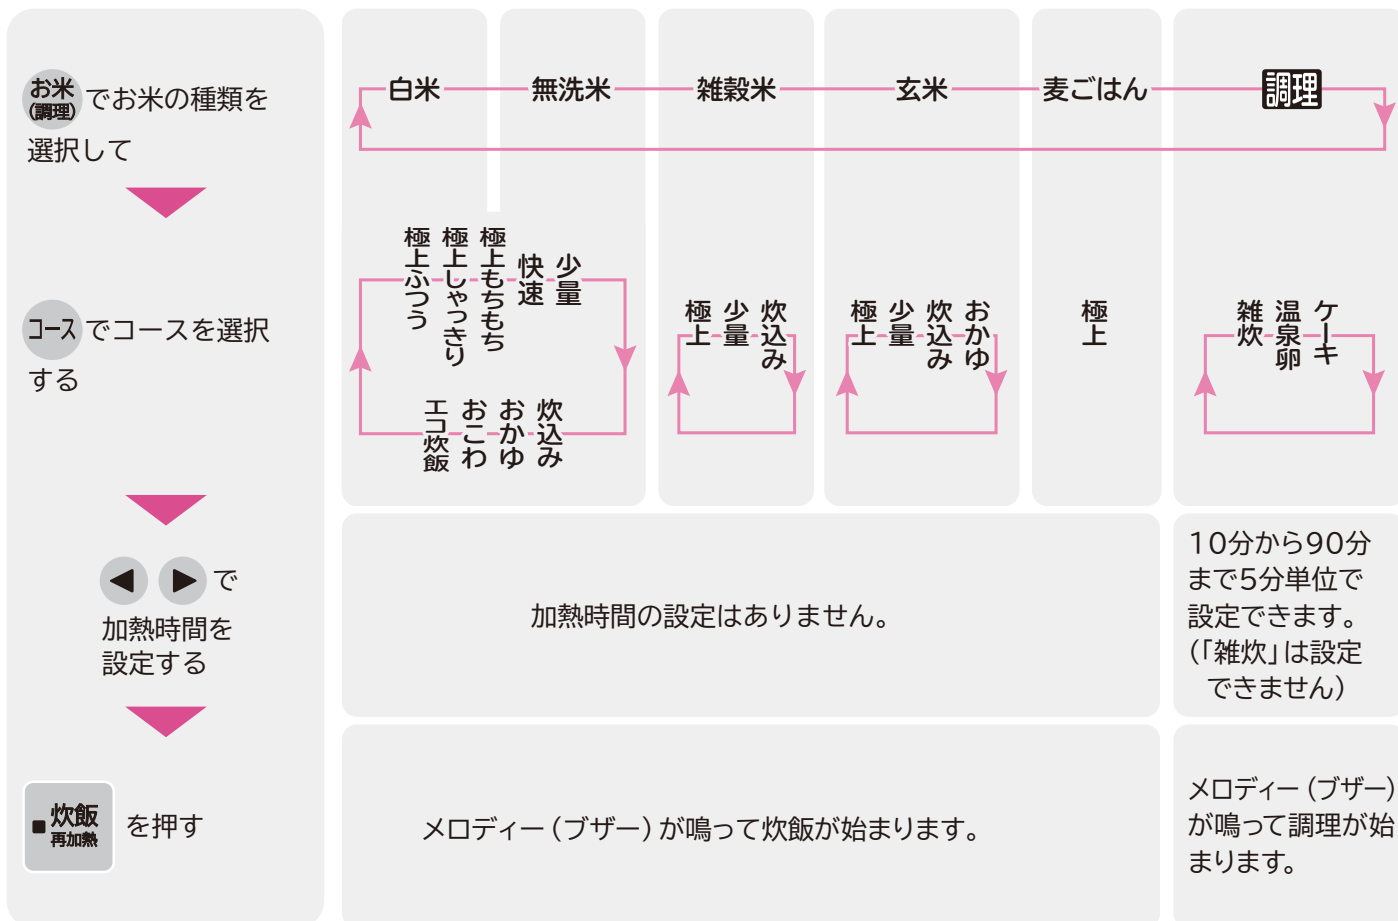 お米(調理)でお米の種類を
選択して
白米
無洗米
雑穀米
玄米
麦ごはん
調理
コースでコースを選択
する
極上ふつう
極上しゃっきり
極上もちもち
快速
少量
炊込み
おかゆ
おこわ
エコ炊飯
極上
少量
炊込み
極上
少量
炊込み
おかゆ
極上
雑炊
温泉卵
ケーキ
◀ ▶ で
加熱時間を
設定する
加熱時間の設定はありません。
10分から90分
まで5分単位で
設定できます。
(「雑炊」は設定
できません)
■炊飯
再加熱
を押す
メロディー(ブザー)が鳴って炊飯が始まります。
メロディー(ブザー)
が鳴って調理が始
まります。